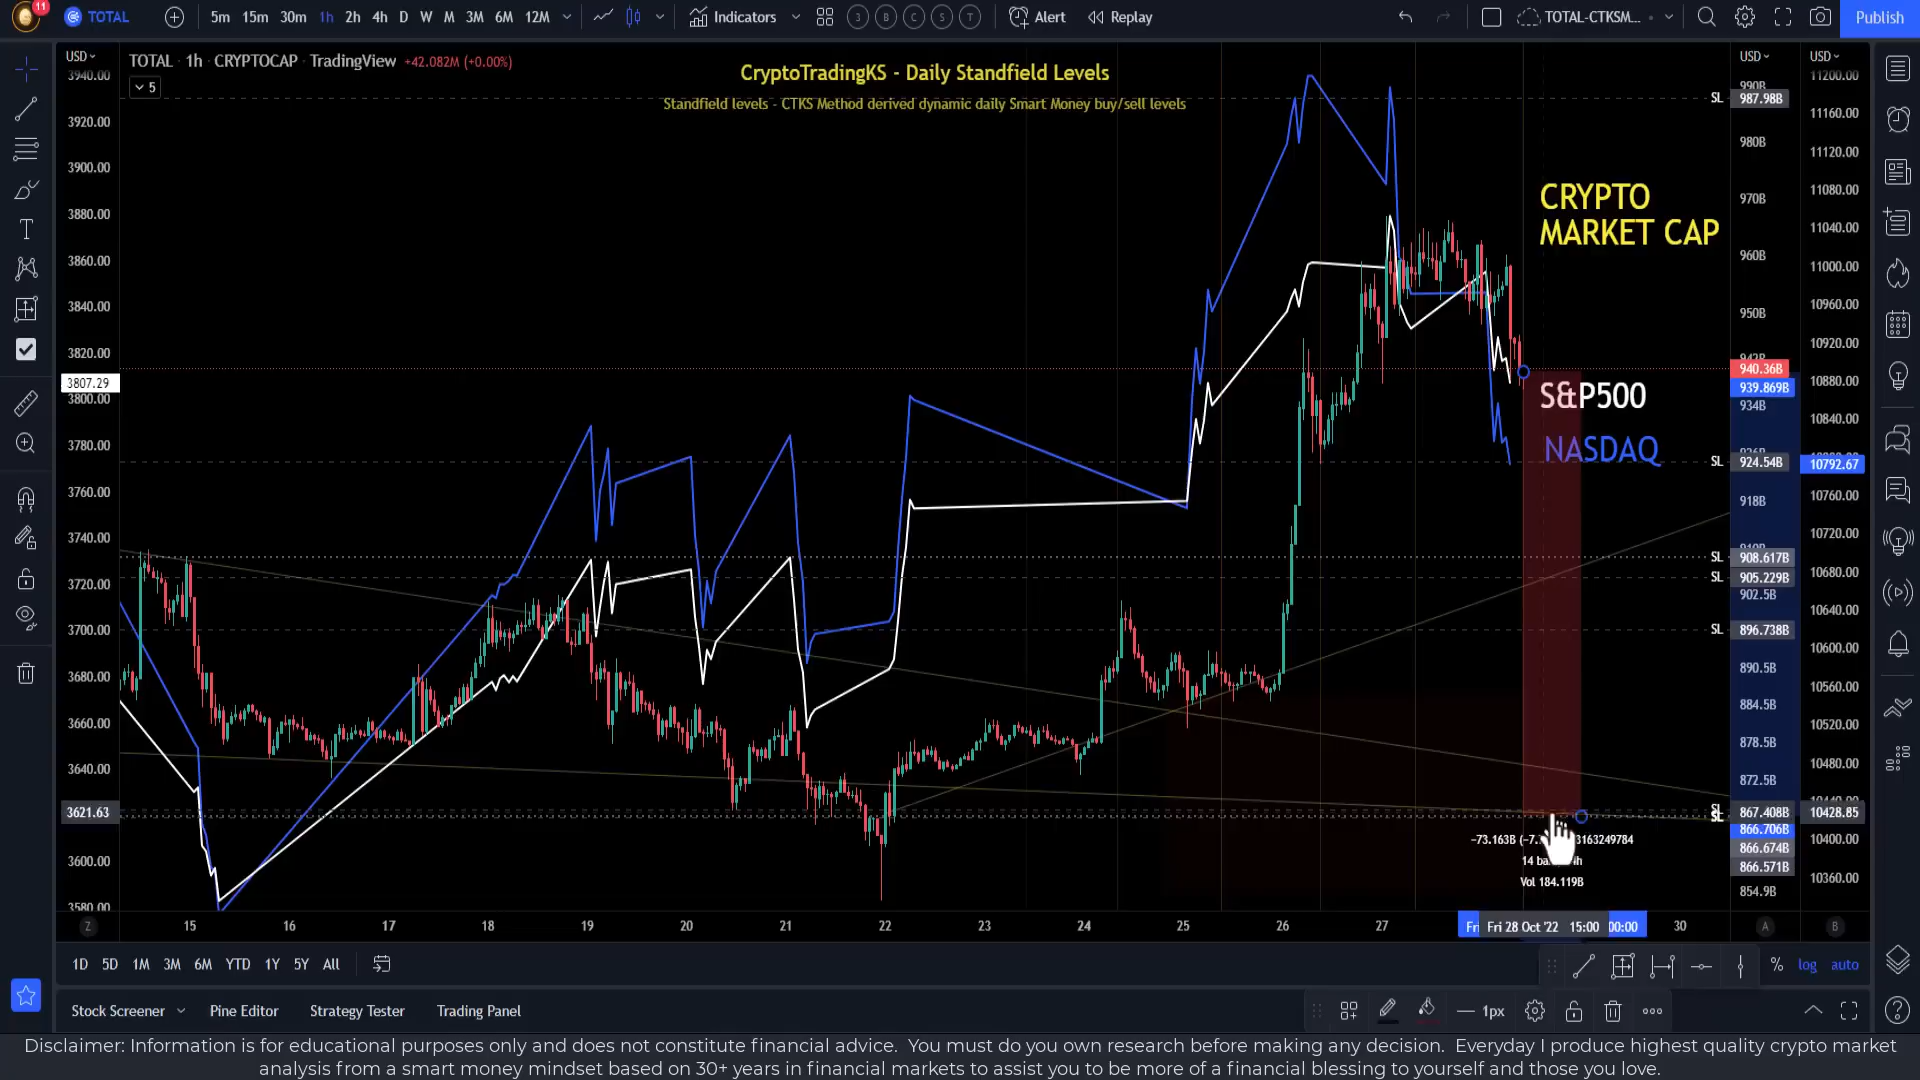 11
TOTAL
5m 15m 30m 1h 2h 4h D W M 3M 6M 12M
Indicators
3 B C S T
Alert
Replay
TOTAL-CTKSM...
Publish
USD
TOTAL · 1h · CRYPTOCAP · TradingView +42.082M (+0.00%)
5
CryptoTradingKS - Daily Standfield Levels
Standfield levels - CTKS Method derived dynamic daily Smart Money buy/sell levels
3940.00
3920.00
3900.00
3880.00
3860.00
3840.00
3820.00
3807.29
3800.00
3780.00
3760.00
3740.00
3720.00
3700.00
3680.00
3660.00
3640.00
3621.63
3600.00
3580.00
CRYPTO
MARKET CAP
S&P500
NASDAQ
USD
990B
SL 987.98B
980B
970B
960B
950B
942B
940.36B
939.869B
934B
SL 924.54B
918B
SL 908.617B
SL 905.229B
902.5B
SL 896.738B
890.5B
884.5B
878.5B
872.5B
SL 867.408B
SL 866.706B
866.674B
866.571B
854.9B
USD
11200.00
11160.00
11120.00
11080.00
11040.00
11000.00
10960.00
10920.00
10880.00
10840.00
10792.67
10760.00
10720.00
10680.00
10640.00
10600.00
10560.00
10520.00
10480.00
10428.85
10400.00
10360.00
Vol 184.119B
Z 15 16 17 18 19 20 21 22 23 24 25 26 27 Fri 28 Oct '22 15:00 00:00 30 A B
1D 5D 1M 3M 6M YTD 1Y 5Y All
% log auto
Stock Screener Pine Editor Strategy Tester Trading Panel
1px
Disclaimer: Information is for educational purposes only and does not constitute financial advice. You must do you own research before making any decision. Everyday I produce highest quality crypto market
analysis from a smart money mindset based on 30+ years in financial markets to assist you to be more of a financial blessing to yourself and those you love.